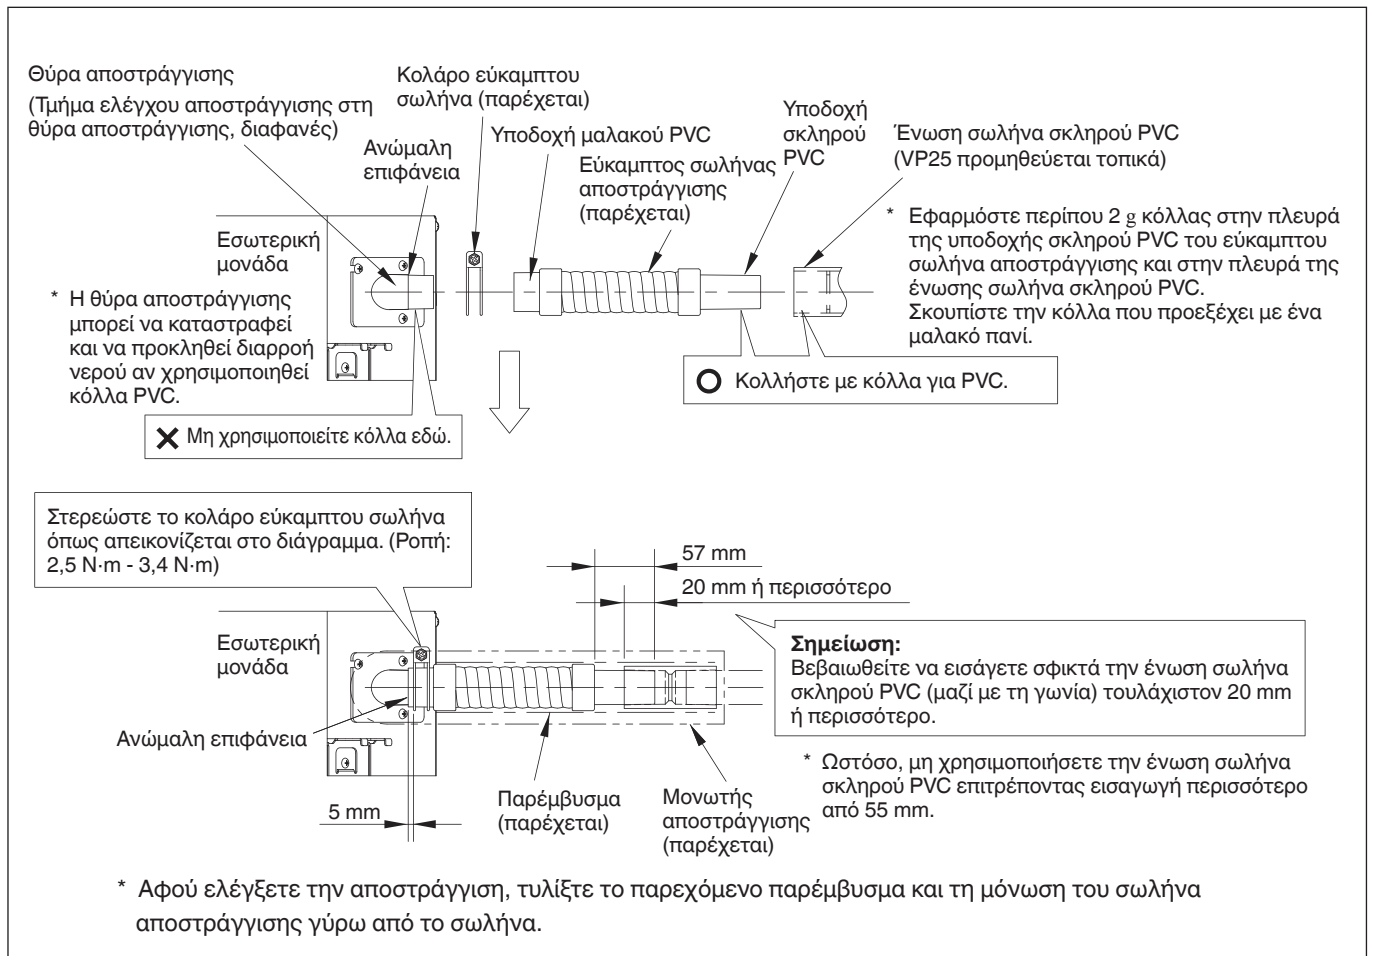 Θύρα αποστράγγισης
(Τμήμα ελέγχου αποστράγγισης στη
θύρα αποστράγγισης, διαφανές)
Κολάρο εύκαμπτου
σωλήνα (παρέχεται)
Ανώμαλη
επιφάνεια
Υποδοχή μαλακού PVC
Εύκαμπτος σωλήνας
αποστράγγισης
(παρέχεται)
Υποδοχή
σκληρού
PVC
Ένωση σωλήνα σκληρού PVC
(VP25 προμηθεύεται τοπικά)
Εσωτερική
μονάδα
* Η θύρα αποστράγγισης
μπορεί να καταστραφεί
και να προκληθεί διαρροή
νερού αν χρησιμοποιηθεί
κόλλα PVC.
* Εφαρμόστε περίπου 2 g κόλλας στην πλευρά
της υποδοχής σκληρού PVC του εύκαμπτου
σωλήνα αποστράγγισης και στην πλευρά της
ένωσης σωλήνα σκληρού PVC.
Σκουπίστε την κόλλα που προεξέχει με ένα
μαλακό πανί.
Κολλήστε με κόλλα για PVC.
Μη χρησιμοποιείτε κόλλα εδώ.
Στερεώστε το κολάρο εύκαμπτου σωλήνα
όπως απεικονίζεται στο διάγραμμα. (Ροπή:
2,5 N·m - 3,4 N·m)
57 mm
20 mm ή περισσότερο
Εσωτερική
μονάδα
Σημείωση:
Βεβαιωθείτε να εισάγετε σφικτά την ένωση σωλήνα
σκληρού PVC (μαζί με τη γωνία) τουλάχιστον 20 mm
ή περισσότερο.
Ανώμαλη επιφάνεια
* Ωστόσο, μη χρησιμοποιήσετε την ένωση σωλήνα
σκληρού PVC επιτρέποντας εισαγωγή περισσότερο
από 55 mm.
5 mm
Παρέμβυσμα
(παρέχεται)
Μονωτής
αποστράγγισης
(παρέχεται)
* Αφού ελέγξετε την αποστράγγιση, τυλίξτε το παρεχόμενο παρέμβυσμα και τη μόνωση του σωλήνα
αποστράγγισης γύρω από το σωλήνα.